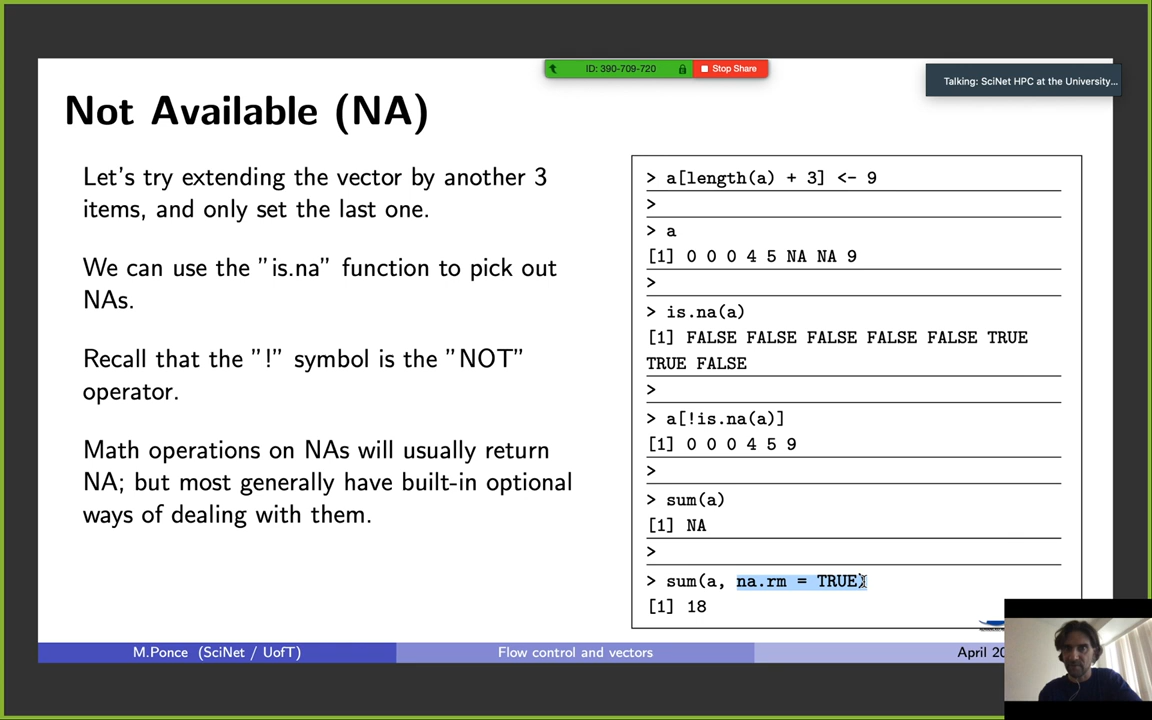 ID: 390-709-720
Stop Share
Talking: SciNet HPC at the University...
Not Available (NA)
Let's try extending the vector by another 3
items, and only set the last one.
We can use the "is.na" function to pick out
NAs.
Recall that the "!" symbol is the "NOT"
operator.
Math operations on NAs will usually return
NA; but most generally have built-in optional
ways of dealing with them.
> a[length(a) + 3] <- 9
>
> a
[1] 0 0 0 4 5 NA NA 9
>
> is.na(a)
[1] FALSE FALSE FALSE FALSE FALSE TRUE
TRUE FALSE
>
> a[!is.na(a)]
[1] 0 0 0 4 5 9
>
> sum(a)
[1] NA
>
> sum(a, na.rm = TRUE)
[1] 18
M.Ponce (SciNet / UofT)
Flow control and vectors
April 20